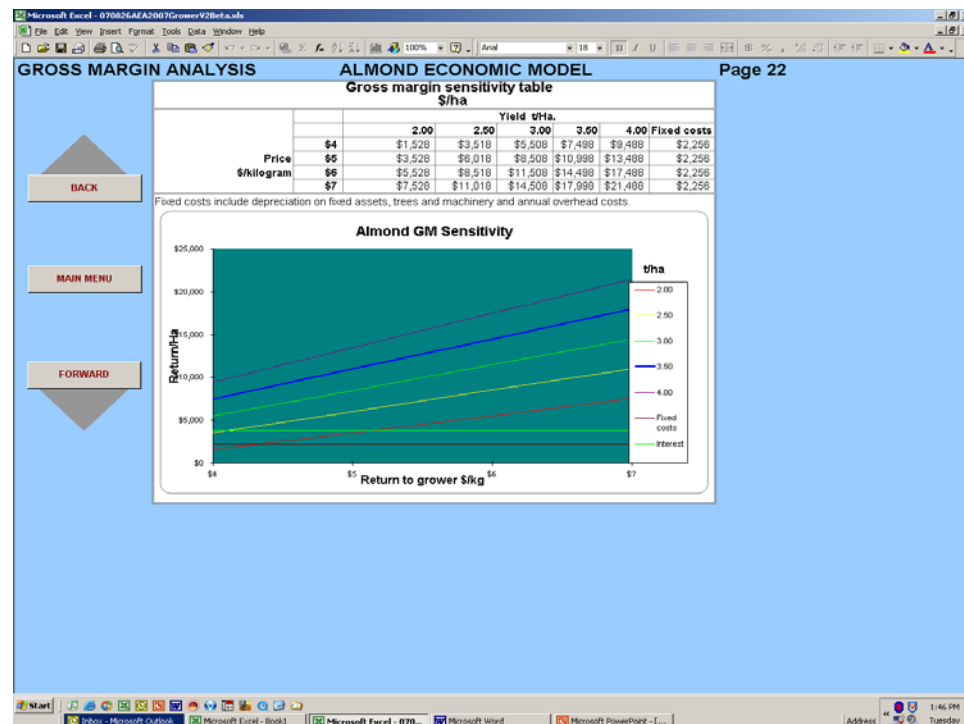 Microsoft Excel - 070826AEA2007GrowerV2Beta.xls
File Edit View Insert Format Tools Data Window Help
100% Arial 18 B I U
GROSS MARGIN ANALYSIS ALMOND ECONOMIC MODEL Page 22
Gross margin sensitivity table
$/ha
Yield t/Ha.
2.00 2.50 3.00 3.50 4.00 Fixed costs
$4 $1,528 $3,518 $5,508 $7,498 $9,488 $2,256
Price $5 $3,528 $6,018 $8,508 $10,998 $13,488 $2,256
$/kilogram $6 $5,528 $8,518 $11,508 $14,498 $17,488 $2,256
$7 $7,528 $11,018 $14,508 $17,998 $21,488 $2,256
Fixed costs include depreciation on fixed assets, trees and machinery and annual overhead costs.
BACK
MAIN MENU
FORWARD
Almond GM Sensitivity
$25,000
$20,000
$15,000
$10,000
$5,000
$0
Return/Ha
$4 $5 $6 $7
Return to grower $/kg
t/ha
2.00
2.50
3.00
3.50
4.00
Fixed
costs
Interest
Start
Inbox - Microsoft Outlook Microsoft Excel - Book1 Microsoft Excel - 070... Microsoft Word Microsoft PowerPoint - [... Address
1:46 PM
Tuesday